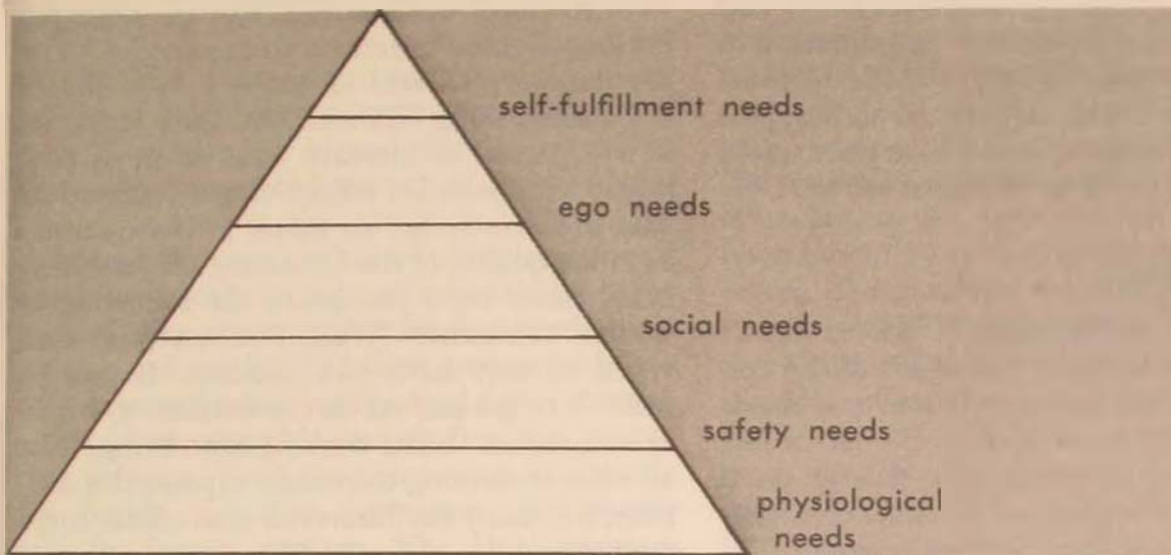 self-fulfillment needs
ego needs
social needs
safety needs
physiological
needs